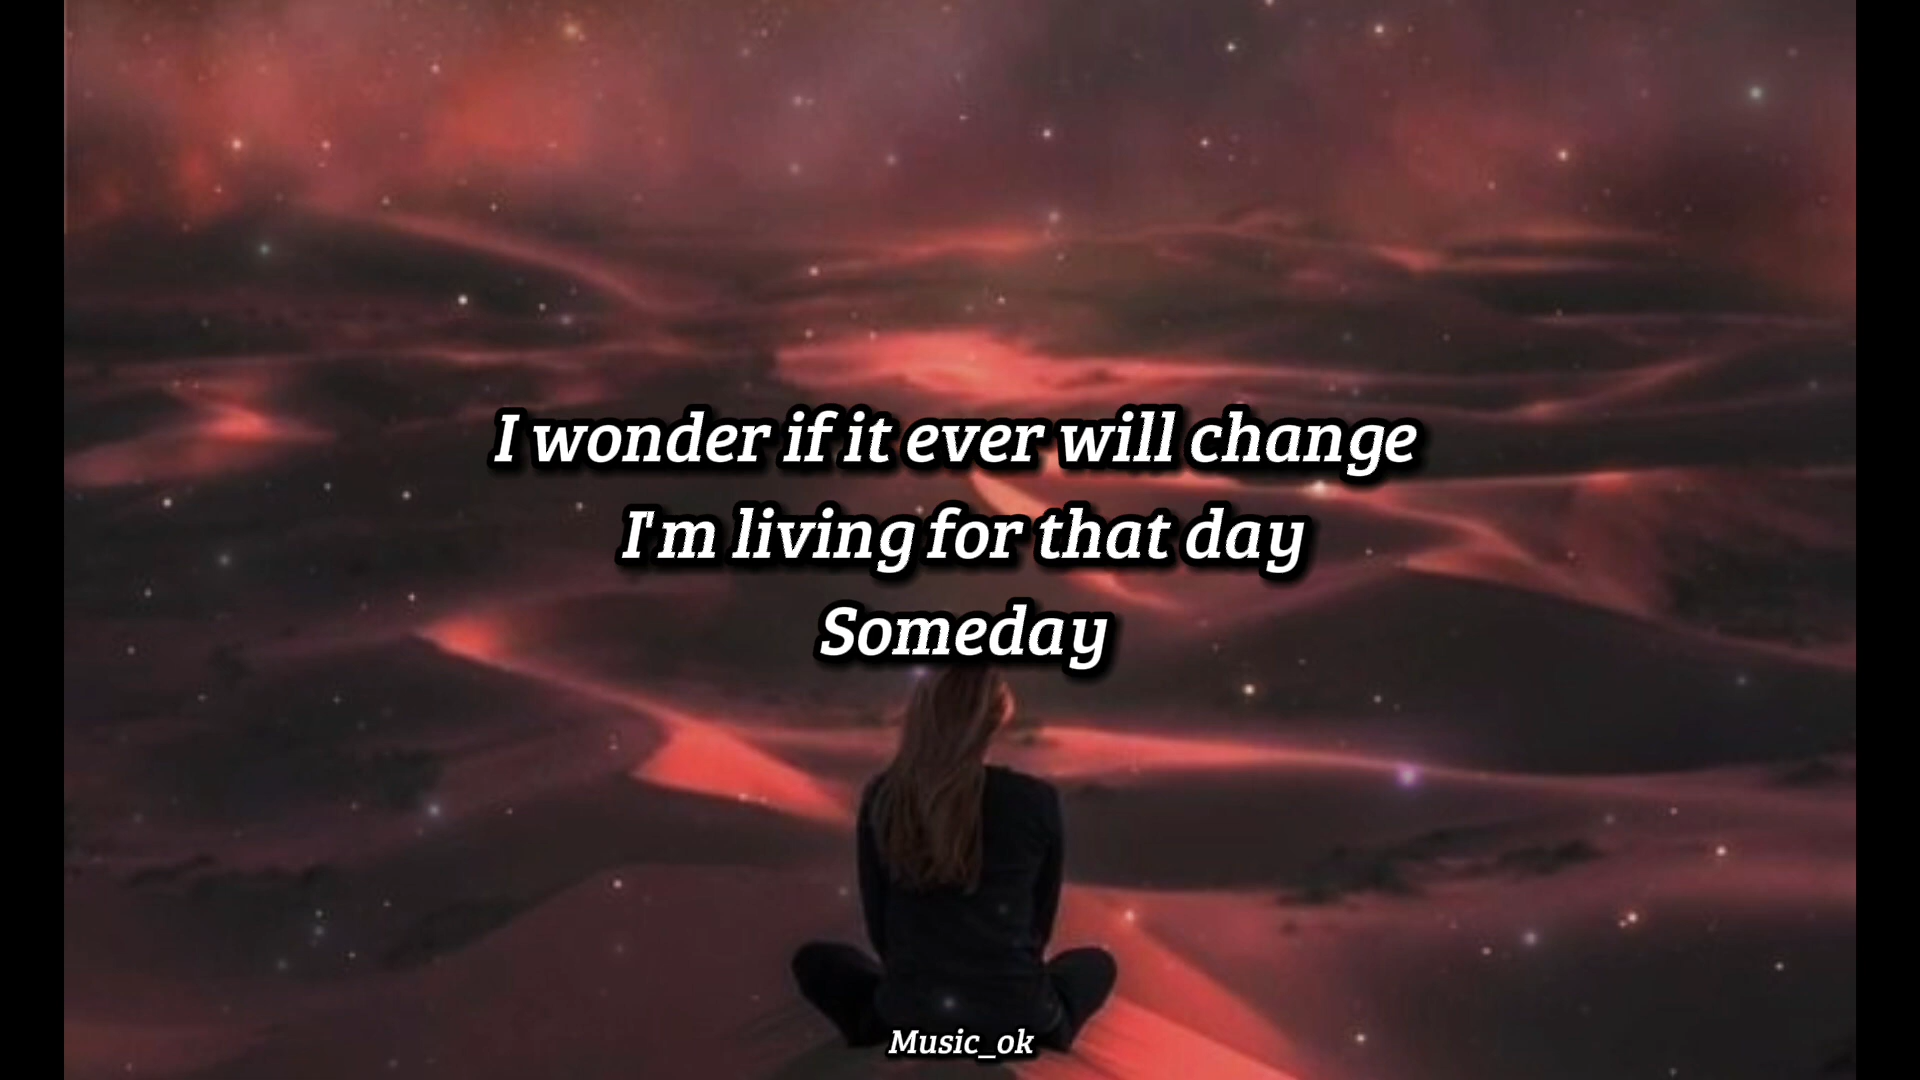 I wonder if it ever will change
I'm living for that day
Someday
Music_ok